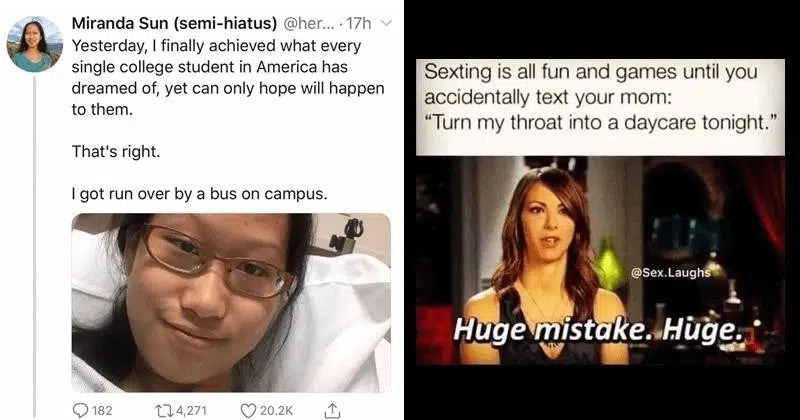 Miranda Sun (semi-hiatus) @her... · 17h
Yesterday, I finally achieved what every
single college student in America has
dreamed of, yet can only hope will happen
to them.
That's right.
I got run over by a bus on campus.
182 4,271 20.2K
Sexting is all fun and games until you
accidentally text your mom:
“Turn my throat into a daycare tonight.”
@Sex.Laughs
Huge mistake. Huge.